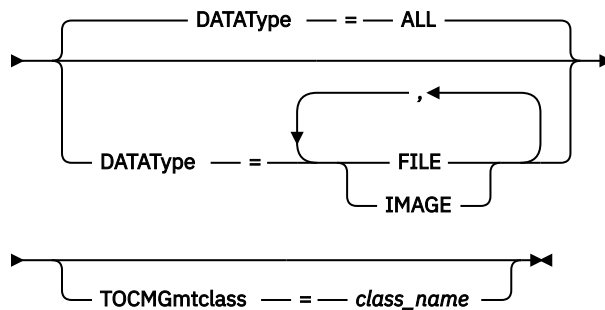 DATAType = ALL
,
DATAType = FILE
IMAGE
TOCMGmtclass = class_name